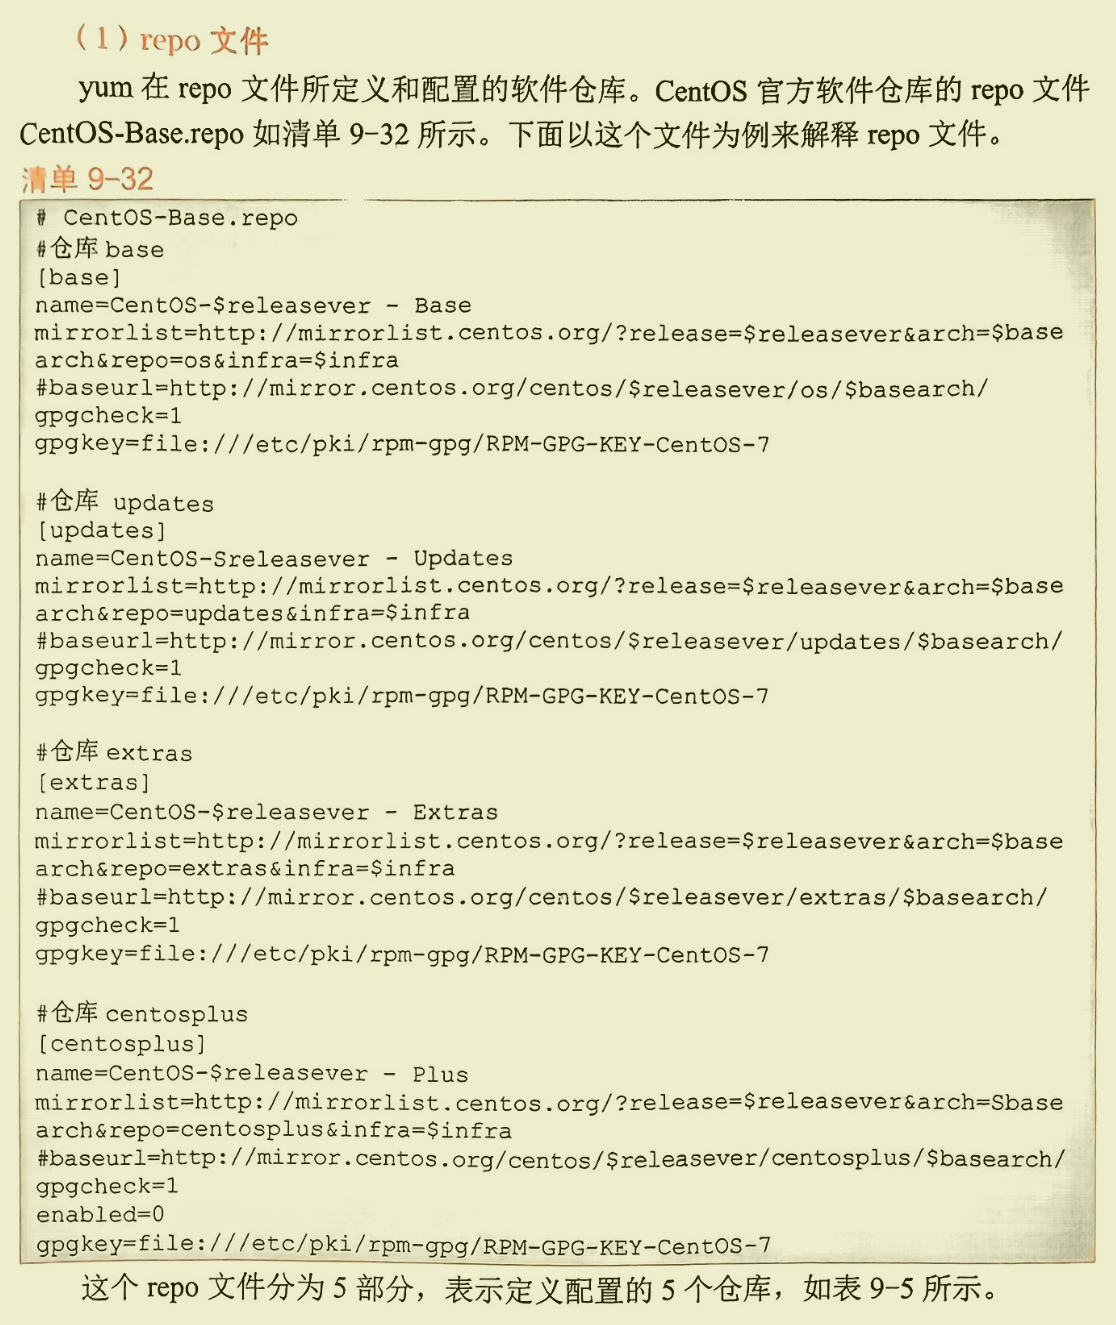 （1）repo 文件
yum 在 repo 文件所定义和配置的软件仓库。CentOS 官方软件仓库的 repo 文件
CentOS-Base.repo 如清单 9-32 所示。下面以这个文件为例来解释 repo 文件。
清单 9-32
# CentOS-Base.repo
#仓库 base
[base]
name=CentOS-$releasever - Base
mirrorlist=http://mirrorlist.centos.org/?release=$releasever&arch=$base
arch&repo=os&infra=$infra
#baseurl=http://mirror.centos.org/centos/$releasever/os/$basearch/
gpgcheck=1
gpgkey=file:///etc/pki/rpm-gpg/RPM-GPG-KEY-CentOS-7
#仓库 updates
[updates]
name=CentOS-Sreleasever - Updates
mirrorlist=http://mirrorlist.centos.org/?release=$releasever&arch=$base
arch&repo=updates&infra=$infra
#baseurl=http://mirror.centos.org/centos/$releasever/updates/$basearch/
gpgcheck=1
gpgkey=file:///etc/pki/rpm-gpg/RPM-GPG-KEY-CentOS-7
#仓库 extras
[extras]
name=CentOS-$releasever - Extras
mirrorlist=http://mirrorlist.centos.org/?release=$releasever&arch=$base
arch&repo=extras&infra=$infra
#baseurl=http://mirror.centos.org/centos/$releasever/extras/$basearch/
gpgcheck=1
gpgkey=file:///etc/pki/rpm-gpg/RPM-GPG-KEY-CentOS-7
#仓库 centosplus
[centosplus]
name=CentOS-$releasever - Plus
mirrorlist=http://mirrorlist.centos.org/?release=$releasever&arch=Sbase
arch&repo=centosplus&infra=$infra
#baseurl=http://mirror.centos.org/centos/$releasever/centosplus/$basearch/
gpgcheck=1
enabled=0
gpgkey=file:///etc/pki/rpm-gpg/RPM-GPG-KEY-CentOS-7
这个 repo 文件分为 5 部分，表示定义配置的 5 个仓库，如表 9-5 所示。